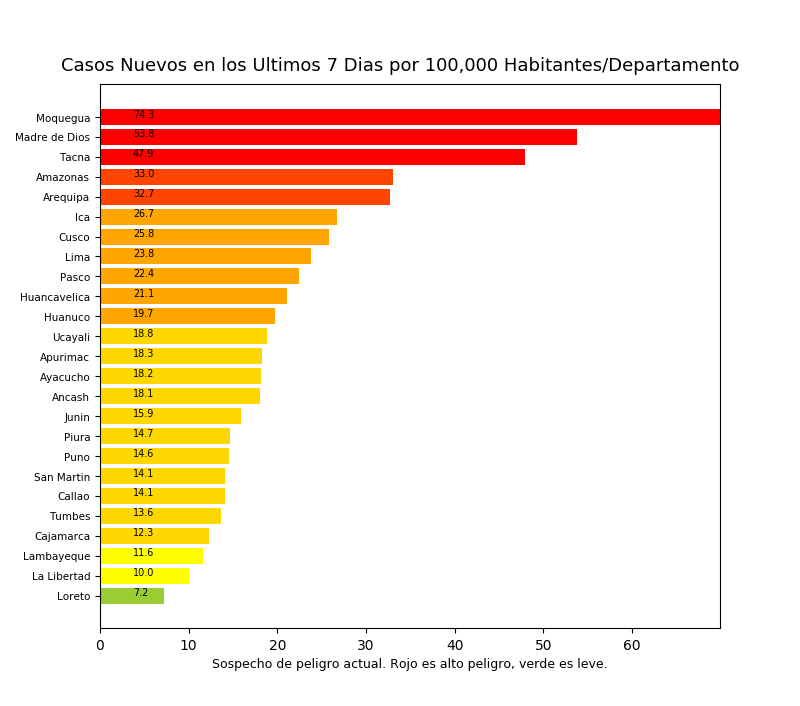 Casos Nuevos en los Ultimos 7 Dias por 100,000 Habitantes/Departamento
Moquegua 74.3
Madre de Dios 53.8
Tacna 47.9
Amazonas 33.0
Arequipa 32.7
Ica 26.7
Cusco 25.8
Lima 23.8
Pasco 22.4
Huancavelica 21.1
Huanuco 19.7
Ucayali 18.8
Apurimac 18.3
Ayacucho 18.2
Ancash 18.1
Junin 15.9
Piura 14.7
Puno 14.6
San Martin 14.1
Callao 14.1
Tumbes 13.6
Cajamarca 12.3
Lambayeque 11.6
La Libertad 10.0
Loreto 7.2
0 10 20 30 40 50 60
Sospecho de peligro actual. Rojo es alto peligro, verde es leve.